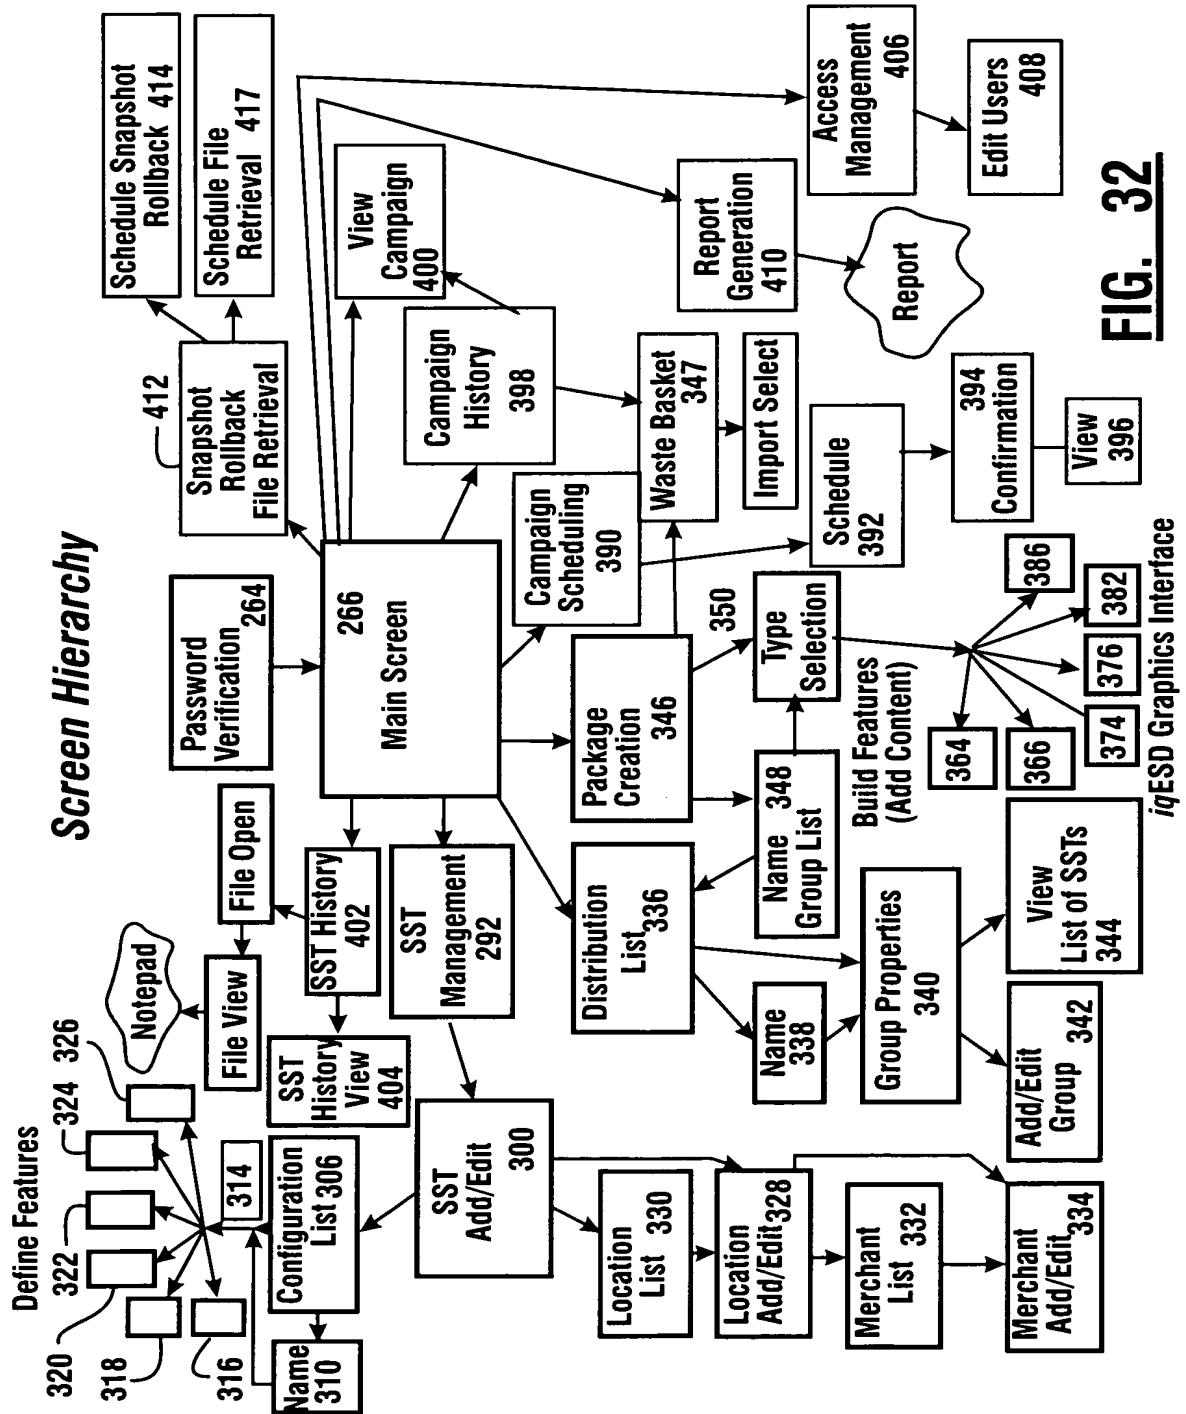 Screen Hierarchy
Define Features
320
322
324
326
318
316
314
Name
310
Configuration
List 306
Notepad
File View
File Open
SST
History
View
404
SST History
402
SST
Management
292
SST
Add/Edit
300
Location
List 330
Location
Add/Edit 328
Merchant
List 332
Merchant
Add/Edit 334
Password
Verification
264
266
Main Screen
412
Snapshot
Rollback
File Retrieval
Schedule Snapshot
Rollback 414
Schedule File
Retrieval 417
View
Campaign
400
Campaign
History
398
Campaign
Scheduling
390
Waste Basket
347
Import Select
Package
Creation
346
Distribution
List 336
Name
338
Name 348
Group List
350
Type
Selection
Group Properties
340
Add/Edit 342
Group
View
List of SSTs
344
Build Features
(Add Content)
364
366
374
376
382
386
iqESD Graphics Interface
Schedule
392
394
Confirmation
View
396
Report
Generation
410
Report
Access
Management
406
Edit Users
408
FIG. 32